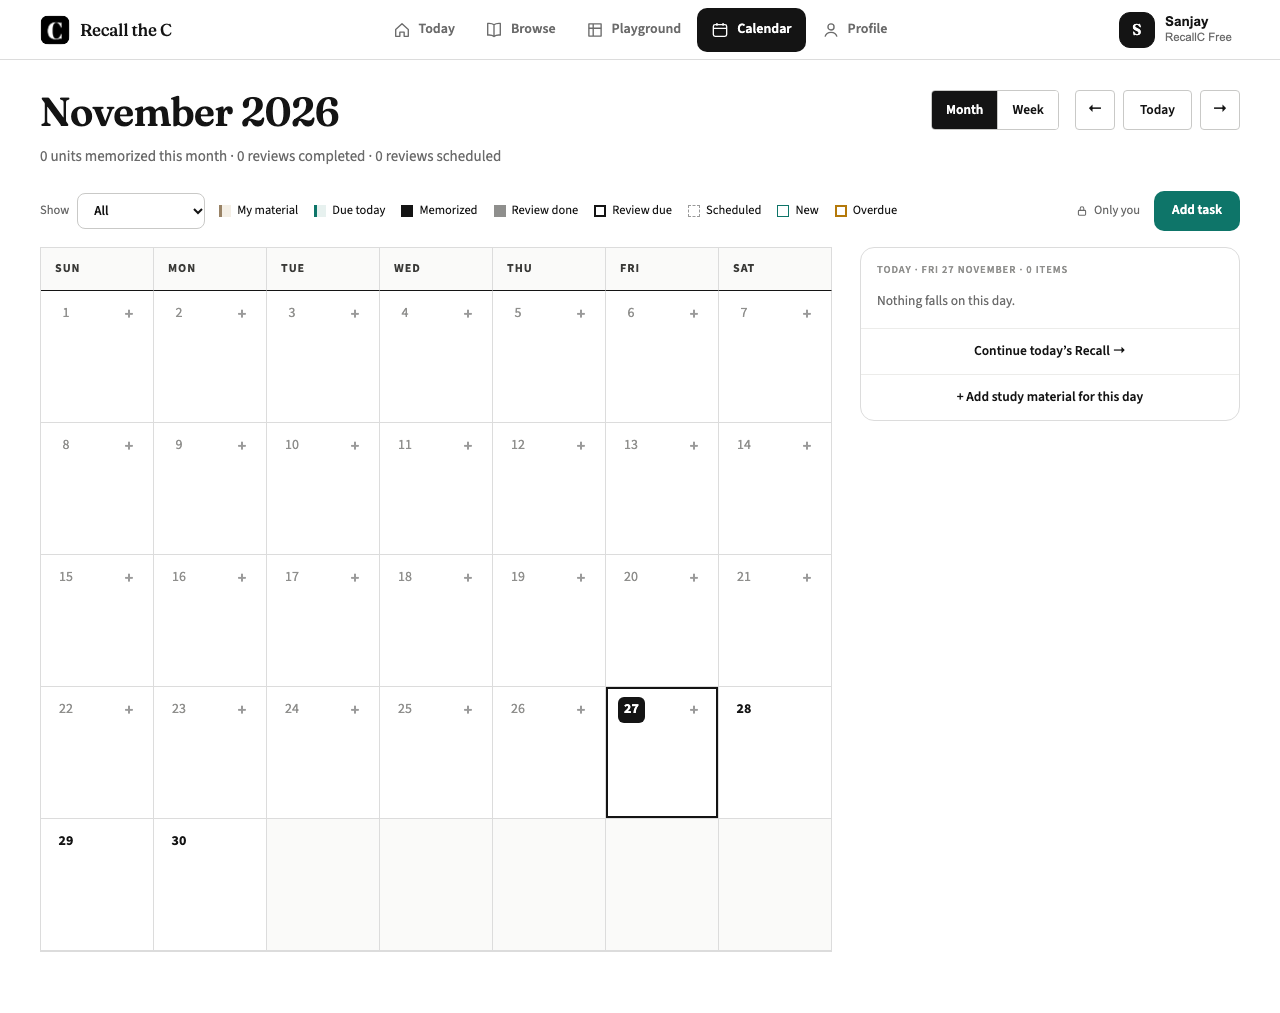 C Recall the C
Today Browse Playground Calendar Profile
S Sanjay
RecallC Free
November 2026
Month Week ← Today →
0 units memorized this month · 0 reviews completed · 0 reviews scheduled
Show All My material Due today Memorized Review done Review due Scheduled New Overdue Only you Add task
SUN MON TUE WED THU FRI SAT
1 + 2 + 3 + 4 + 5 + 6 + 7 +
8 + 9 + 10 + 11 + 12 + 13 + 14 +
15 + 16 + 17 + 18 + 19 + 20 + 21 +
22 + 23 + 24 + 25 + 26 + 27 + 28
29 30
TODAY · FRI 27 NOVEMBER · 0 ITEMS
Nothing falls on this day.
Continue today’s Recall →
+ Add study material for this day